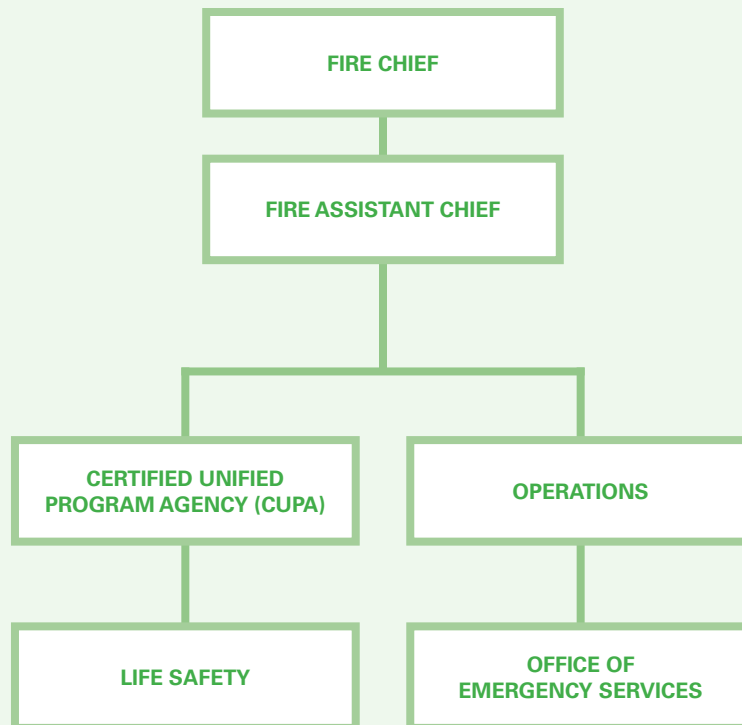 FIRE CHIEF
FIRE ASSISTANT CHIEF
CERTIFIED UNIFIED
PROGRAM AGENCY (CUPA)
OPERATIONS
LIFE SAFETY
OFFICE OF
EMERGENCY SERVICES